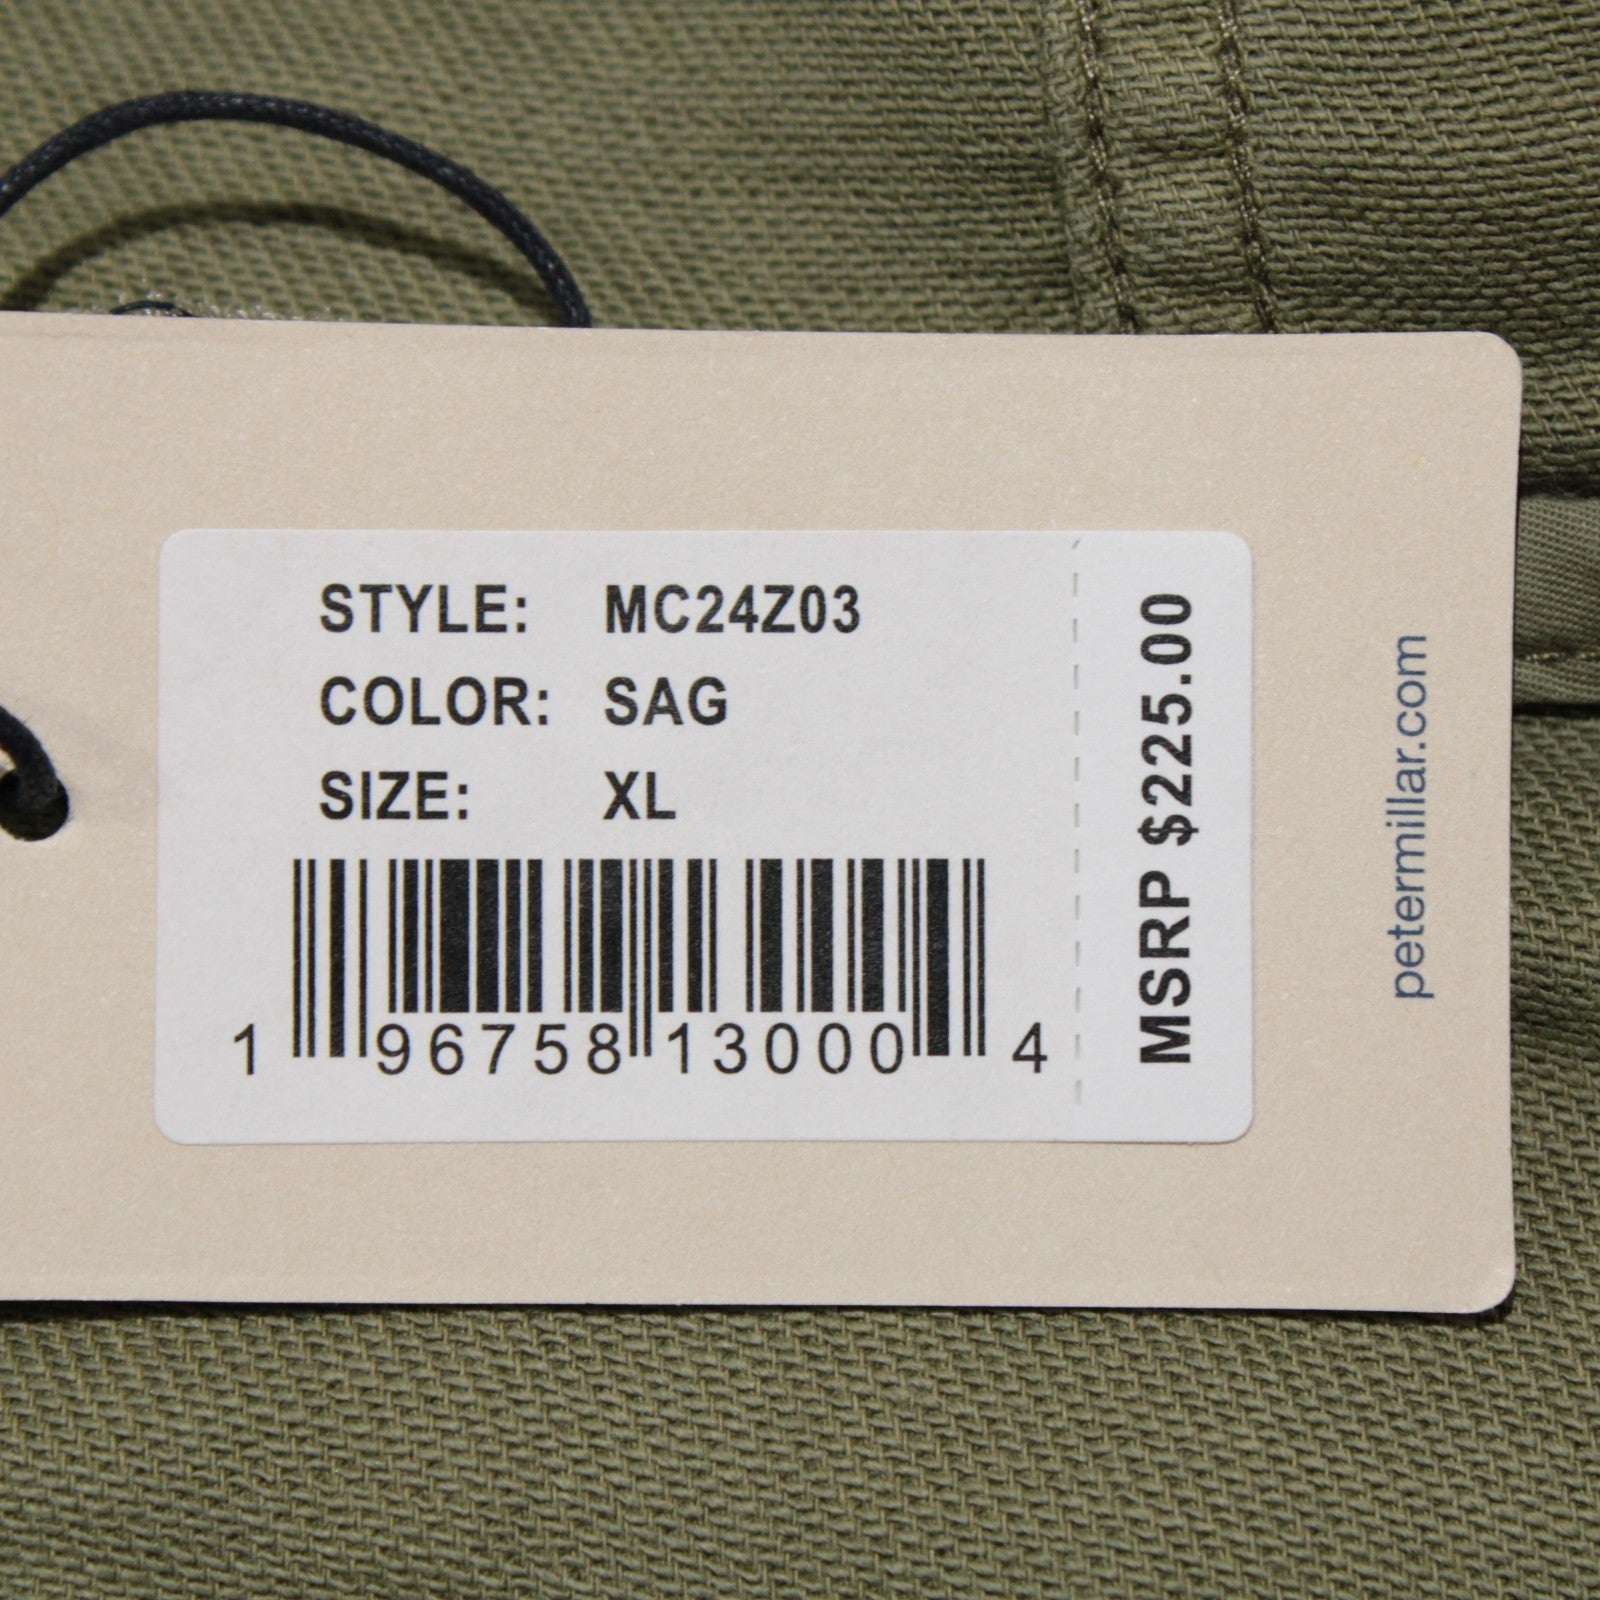 STYLE: MC24Z03
COLOR: SAG
SIZE: XL
1 96758 13000 4
MSRP $225.00
petermillar.com